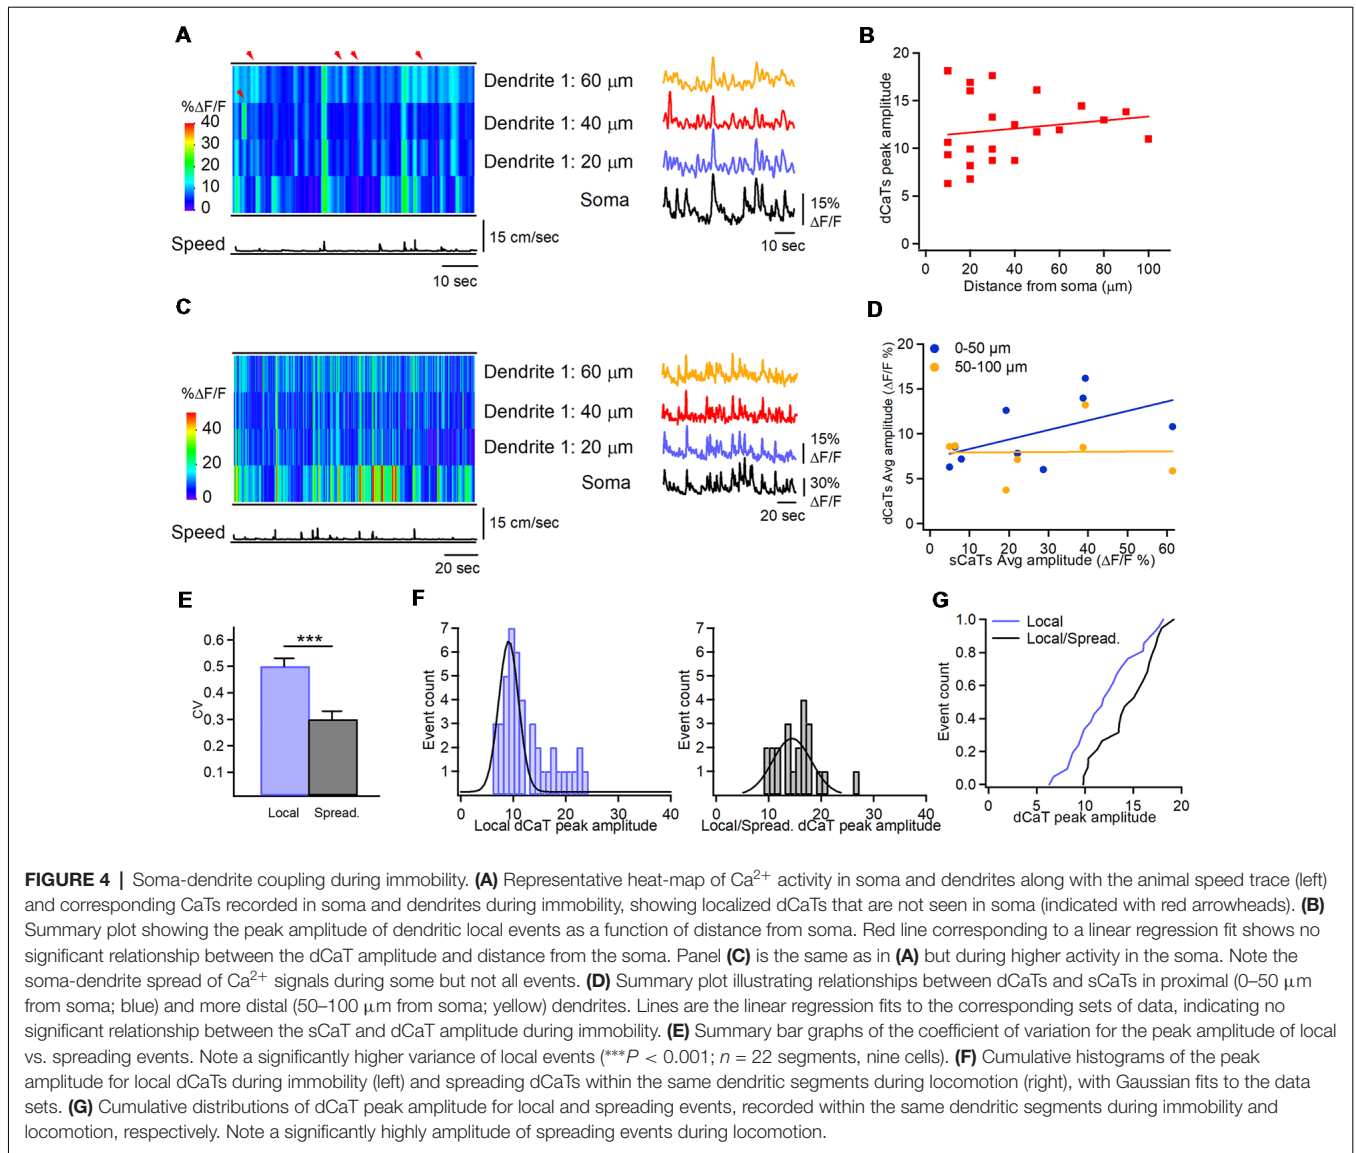 A
%ΔF/F
40
30
20
10
0
Dendrite 1: 60 μm
Dendrite 1: 40 μm
Dendrite 1: 20 μm
Soma
15%
ΔF/F
10 sec
Speed
15 cm/sec
10 sec
B
dCaTs peak amplitude
20
15
10
5
0
0 20 40 60 80 100
Distance from soma (μm)
C
%ΔF/F
40
20
0
Dendrite 1: 60 μm
Dendrite 1: 40 μm
Dendrite 1: 20 μm
Soma
15%
ΔF/F
30%
ΔF/F
20 sec
Speed
15 cm/sec
20 sec
D
dCaTs Avg amplitude (ΔF/F %)
20
15
10
5
0
0-50 μm
50-100 μm
0 10 20 30 40 50 60
sCaTs Avg amplitude (ΔF/F %)
E
CV
0.6
0.5
0.3
0.2
0.1
***
Local Spread.
F
Event count
7
6
5
4
3
2
1
0 10 20 30 40
Local dCaT peak amplitude
Event count
7
6
5
4
3
2
1
0 10 20 30 40
Local/Spread. dCaT peak amplitude
G
Event count
1.0
0.8
0.6
0.4
0.2
0.0
Local
Local/Spread.
0 5 10 15 20
dCaT peak amplitude
FIGURE 4 | Soma-dendrite coupling during immobility. (A) Representative heat-map of Ca2+ activity in soma and dendrites along with the animal speed trace (left)
and corresponding CaTs recorded in soma and dendrites during immobility, showing localized dCaTs that are not seen in soma (indicated with red arrowheads). (B)
Summary plot showing the peak amplitude of dendritic local events as a function of distance from soma. Red line corresponding to a linear regression fit shows no
significant relationship between the dCaT amplitude and distance from the soma. Panel (C) is the same as in (A) but during higher activity in the soma. Note the
soma-dendrite spread of Ca2+ signals during some but not all events. (D) Summary plot illustrating relationships between dCaTs and sCaTs in proximal (0–50 μm
from soma; blue) and more distal (50–100 μm from soma; yellow) dendrites. Lines are the linear regression fits to the corresponding sets of data, indicating no
significant relationship between the sCaT and dCaT amplitude during immobility. (E) Summary bar graphs of the coefficient of variation for the peak amplitude of local
vs. spreading events. Note a significantly higher variance of local events (***P < 0.001; n = 22 segments, nine cells). (F) Cumulative histograms of the peak
amplitude for local dCaTs during immobility (left) and spreading dCaTs within the same dendritic segments during locomotion (right), with Gaussian fits to the data
sets. (G) Cumulative distributions of dCaT peak amplitude for local and spreading events, recorded within the same dendritic segments during immobility and
locomotion, respectively. Note a significantly highly amplitude of spreading events during locomotion.